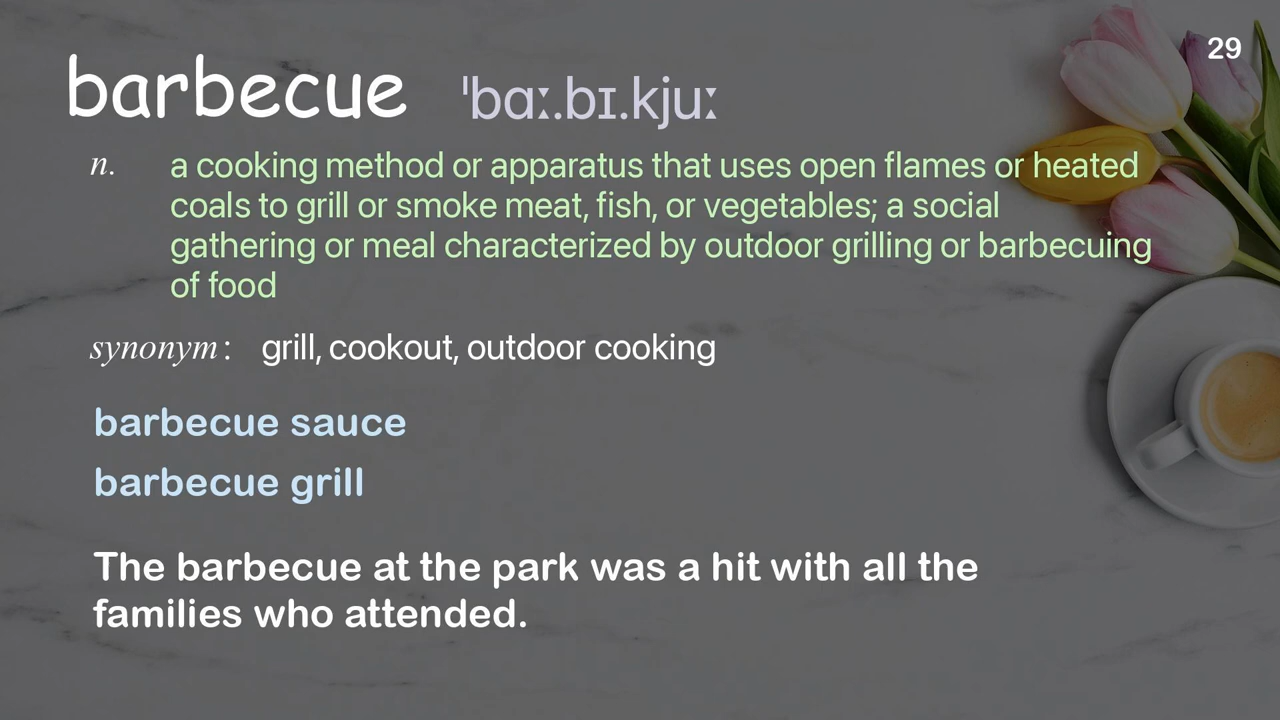 29
barbecue ˈbɑː.bɪ.kjuː
n. a cooking method or apparatus that uses open flames or heated
coals to grill or smoke meat, fish, or vegetables; a social
gathering or meal characterized by outdoor grilling or barbecuing
of food
synonym: grill, cookout, outdoor cooking
barbecue sauce
barbecue grill
The barbecue at the park was a hit with all the
families who attended.